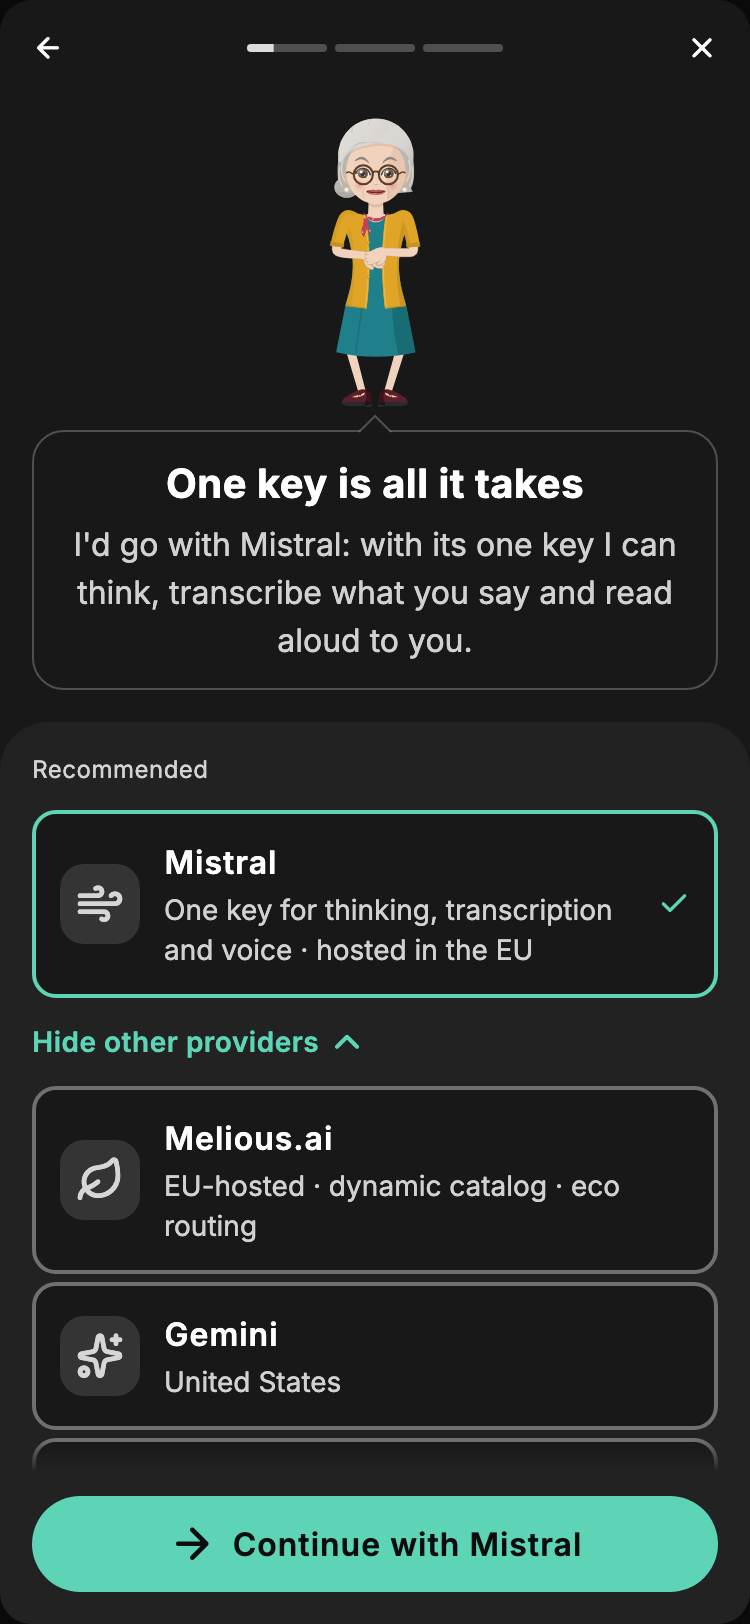 One key is all it takes
I'd go with Mistral: with its one key I can
think, transcribe what you say and read
aloud to you.
Recommended
Mistral
One key for thinking, transcription
and voice · hosted in the EU
Hide other providers
Melious.ai
EU-hosted · dynamic catalog · eco
routing
Gemini
United States
Continue with Mistral